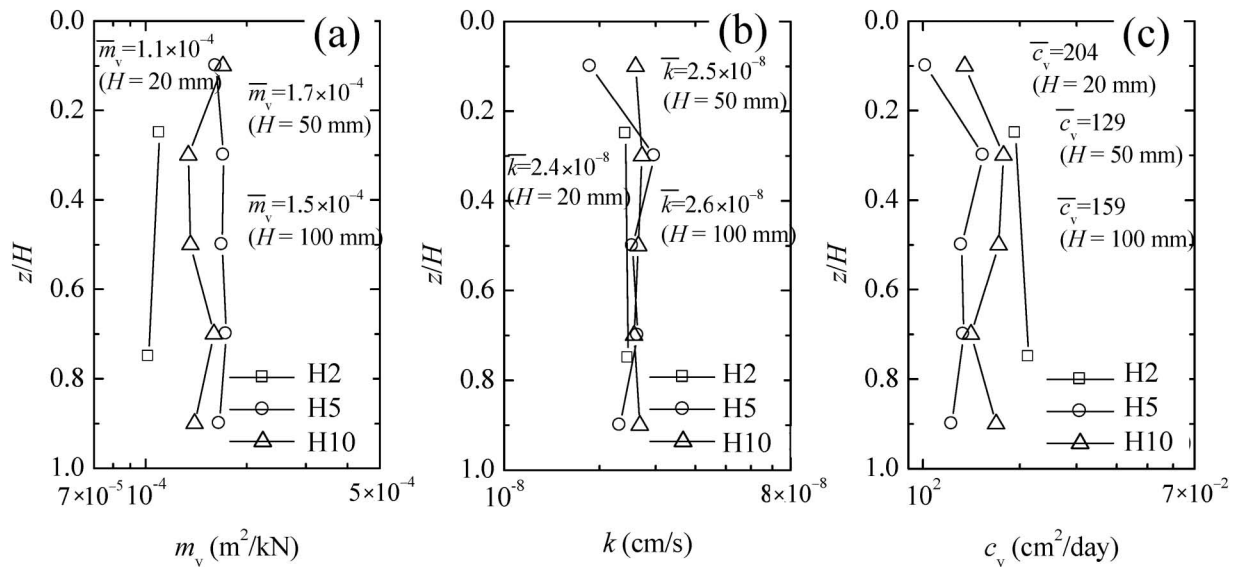 (a)
0.0
0.2
0.4
0.6
0.8
1.0
z/H
m̅ᵥ=1.1×10⁻⁴
(H = 20 mm)
m̅ᵥ=1.7×10⁻⁴
(H = 50 mm)
m̅ᵥ=1.5×10⁻⁴
(H = 100 mm)
H2
H5
H10
7×10⁻⁵ 10⁻⁴ 5×10⁻⁴
mᵥ (m²/kN)
(b)
0.0
0.2
0.4
0.6
0.8
1.0
z/H
k̅=2.5×10⁻⁸
(H = 50 mm)
k̅=2.4×10⁻⁸
(H = 20 mm)
k̅=2.6×10⁻⁸
(H = 100 mm)
H2
H5
H10
10⁻⁸ 8×10⁻⁸
k (cm/s)
(c)
0.0
0.2
0.4
0.6
0.8
1.0
z/H
c̅ᵥ=204
(H = 20 mm)
c̅ᵥ=129
(H = 50 mm)
c̅ᵥ=159
(H = 100 mm)
H2
H5
H10 )
10² 7×10⁻²
cᵥ (cm²/day)